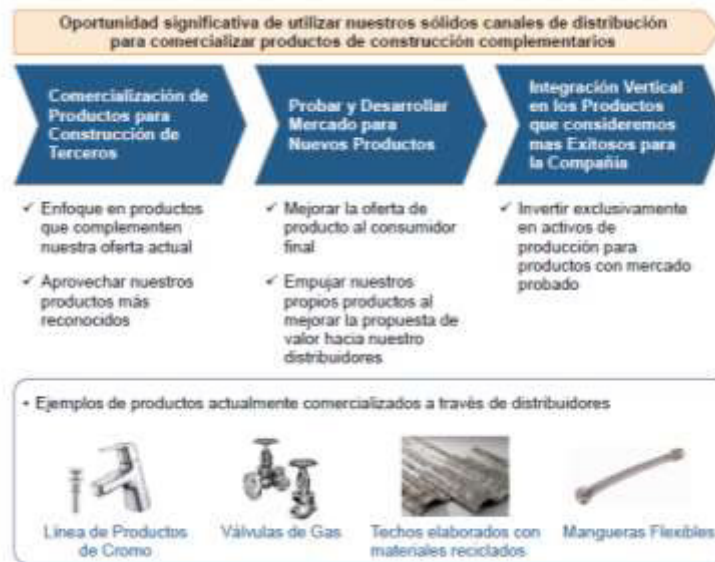 Oportunidad significativa de utilizar nuestros sólidos canales de distribución
para comercializar productos de construcción complementarios
Comercialización de
Productos para
Construcción de
Terceros
Probar y Desarrollar
Mercado para
Nuevos Productos
Integración Vertical
en los Productos
que consideremos
mas Exitosos para
la Compañía
✓ Enfoque en productos
que complementen
nuestra oferta actual
✓ Aprovechar nuestros
productos más
reconocidos
✓ Mejorar la oferta de
producto al consumidor
final
✓ Empujar nuestros
propios productos al
mejorar la propuesta de
valor hacia nuestro
distribuidores
✓ Invertir exclusivamente
en activos de
producción para
productos con mercado
probado
• Ejemplos de productos actualmente comercializados a través de distribuidores
Línea de Productos
de Cromo
Válvulas de Gas
Techos elaborados con
materiales reciclados
Mangueras Flexibles